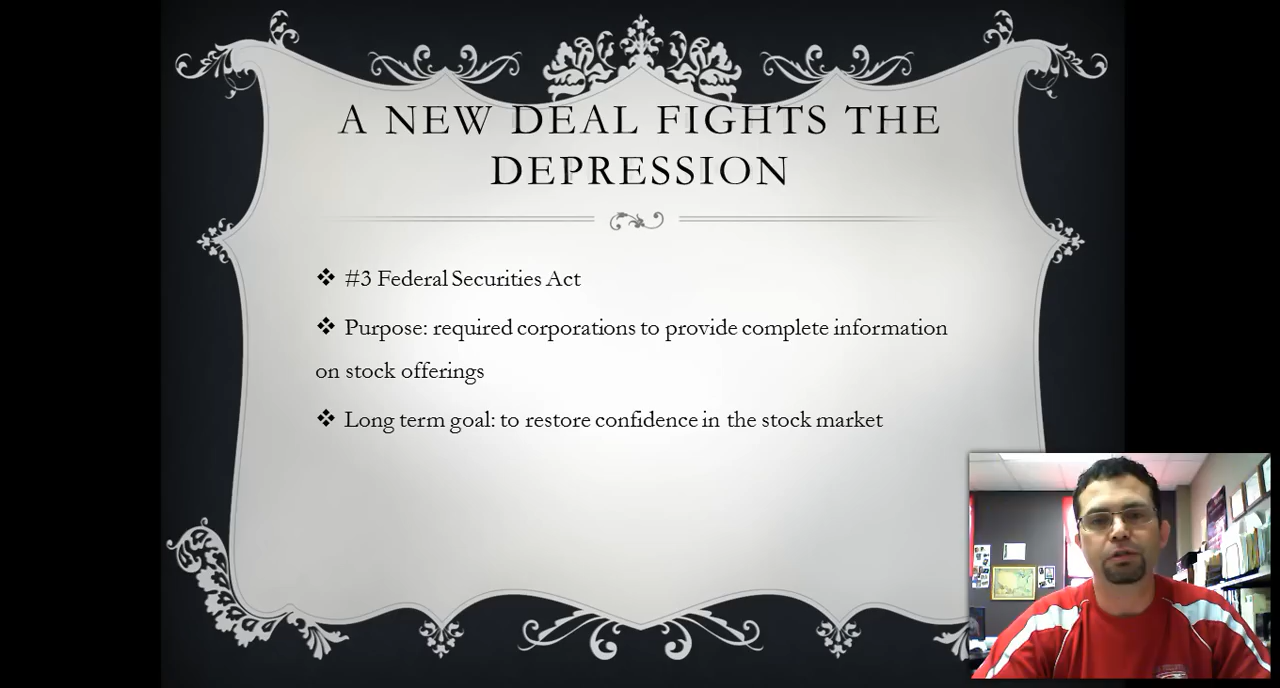 A NEW DEAL FIGHTS THE
DEPRESSION
❖ #3 Federal Securities Act
❖ Purpose: required corporations to provide complete information
on stock offerings
❖ Long term goal: to restore confidence in the stock market